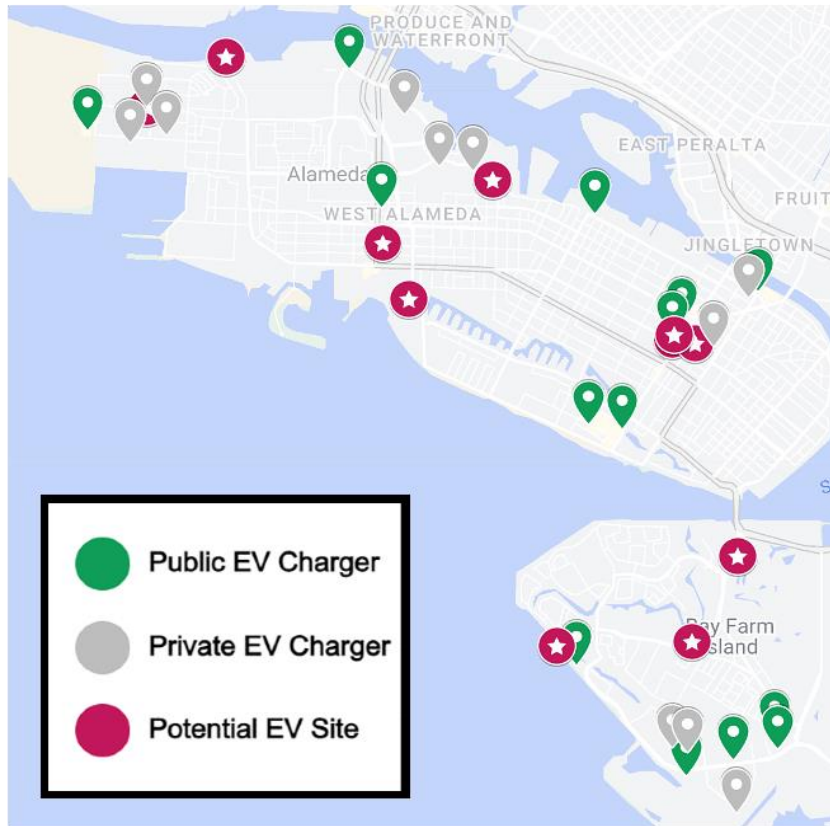 PRODUCE AND
WATERFRONT
EAST PERALTA
Alameda
FRUIT
WEST ALAMEDA
JINGLETOWN
S
Public EV Charger
Private EV Charger
Potential EV Site
Bay Farm
Island